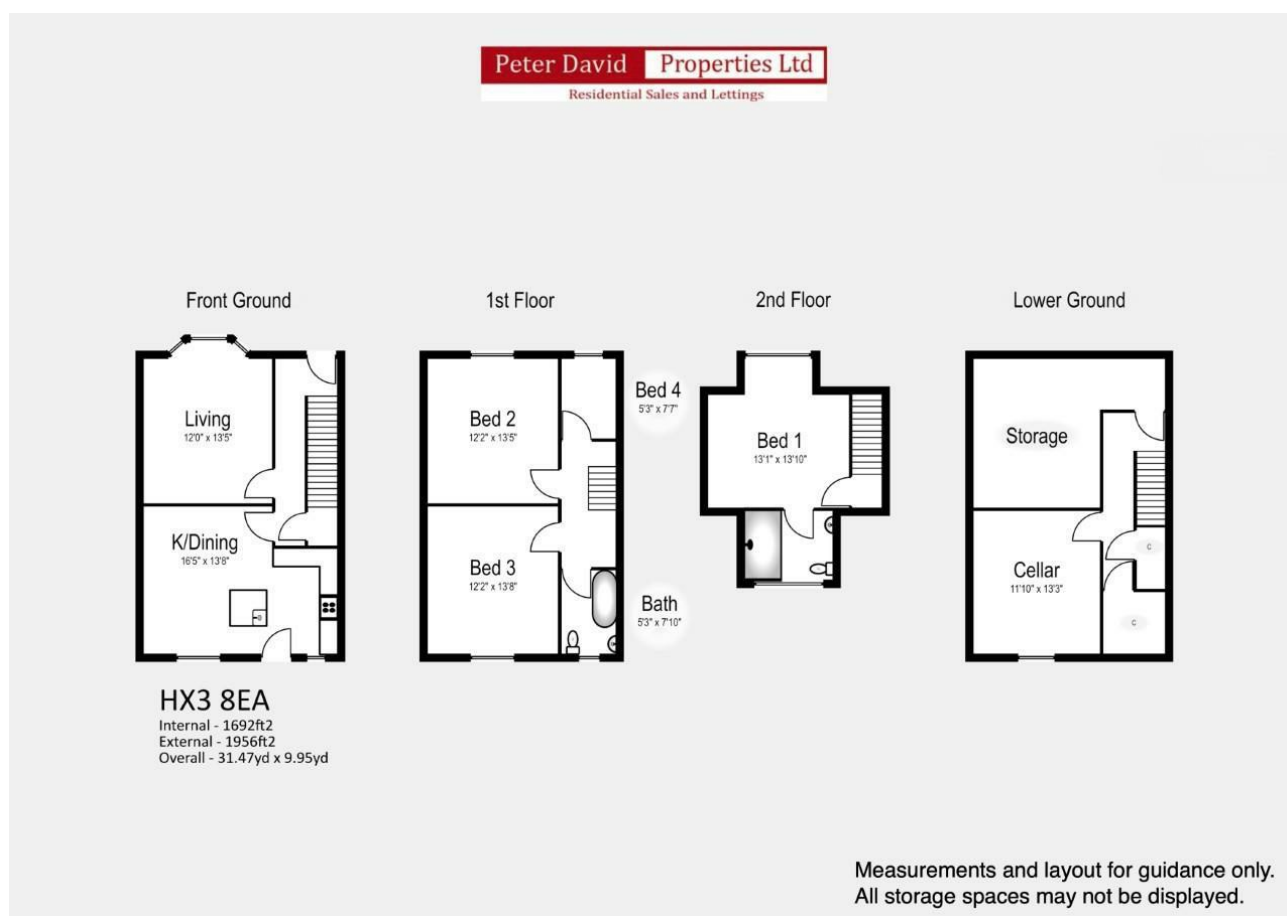 Peter David Properties Ltd
Residential Sales and Lettings
Front Ground
1st Floor
2nd Floor
Lower Ground
Living
12'0" x 13'5"
K/Dining
16'5" x 13'8"
Bed 2
12'2" x 13'5"
Bed 3
12'2" x 13'8"
Bed 4
5'3" x 7'7"
Bath
5'3" x 7'10"
Bed 1
13'1" x 13'10"
Storage
Cellar
11'10" x 13'3"
C
C
HX3 8EA
Internal - 1692ft2
External - 1956ft2
Overall - 31.47yd x 9.95yd
Measurements and layout for guidance only.
All storage spaces may not be displayed.